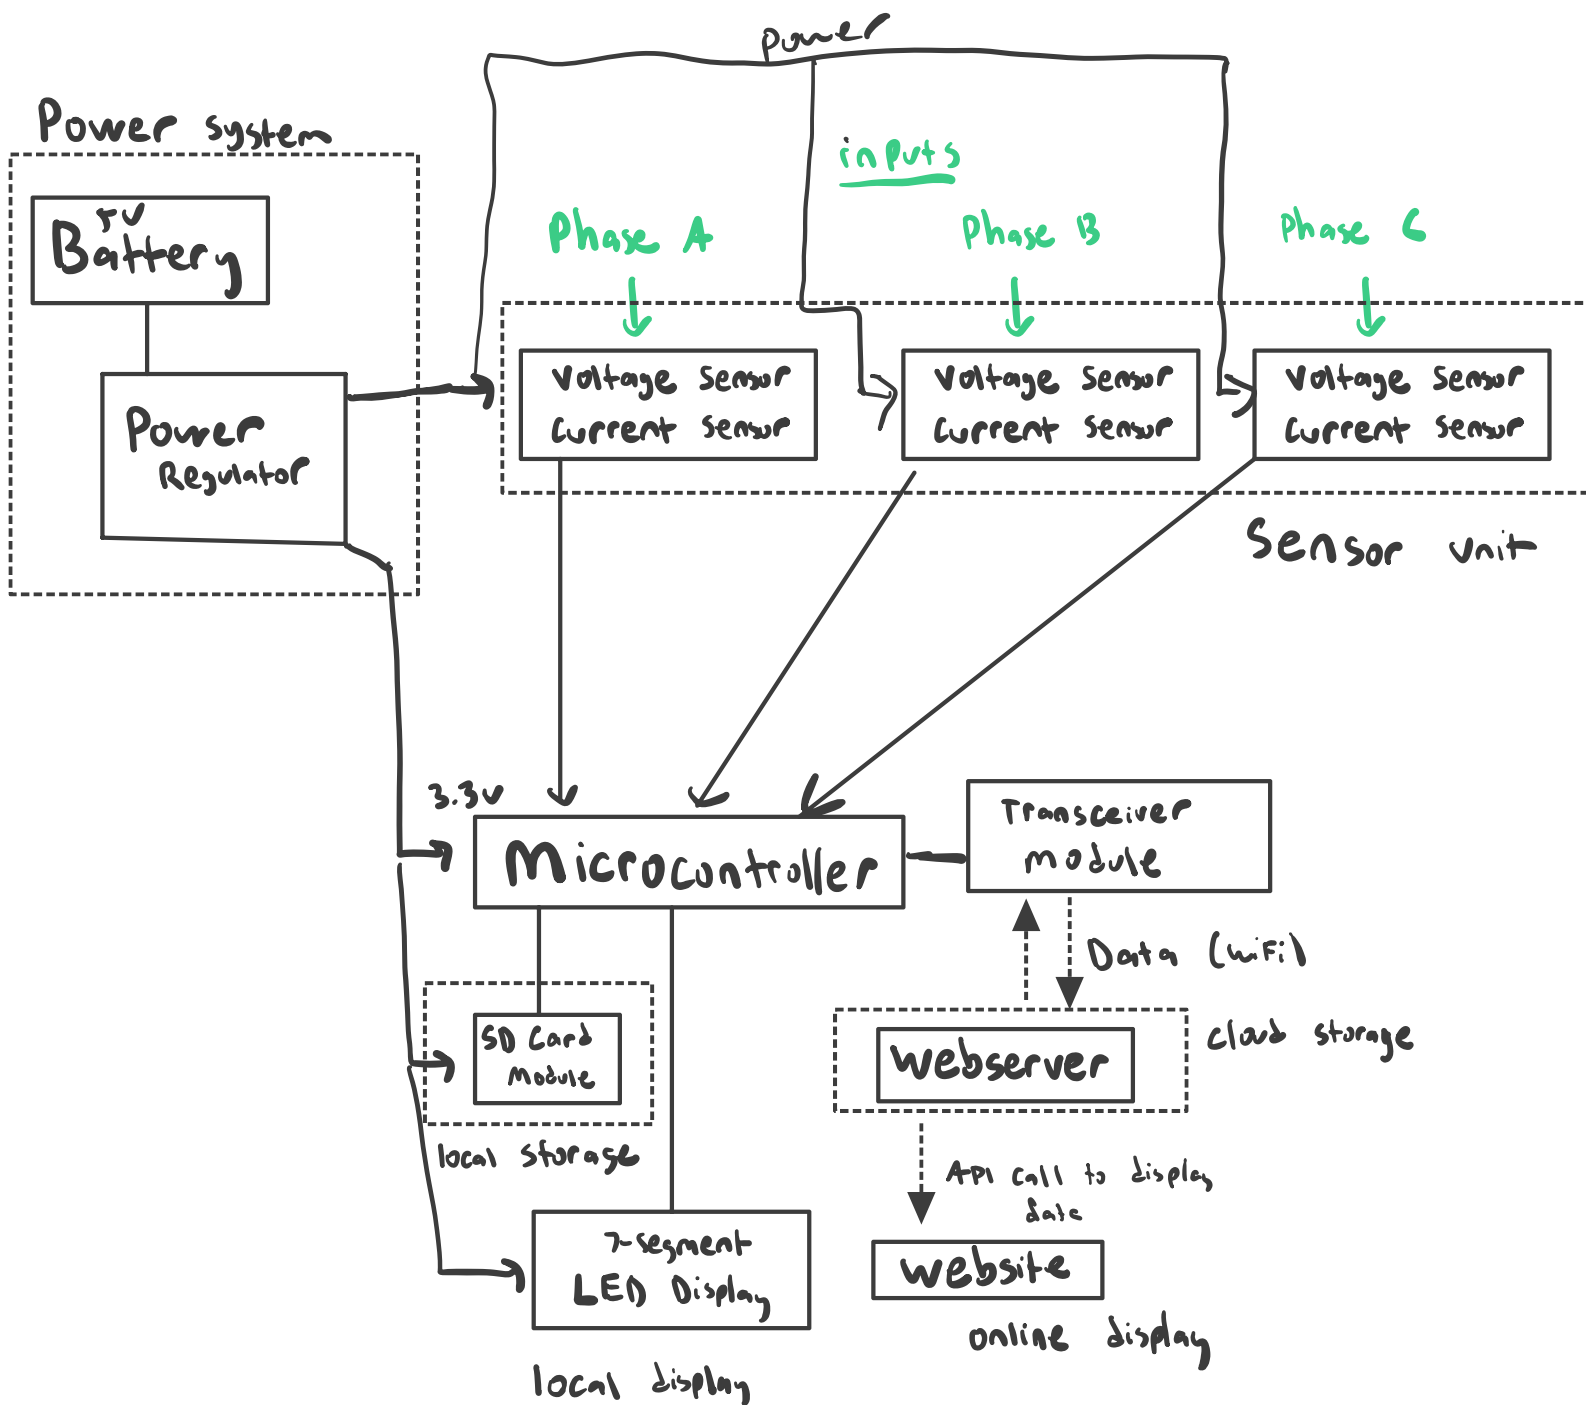 Power
Power system
inputs
5V
Battery
Phase A
Phase B
Phase C
Power
Regulator
Voltage Sensor
Current Sensor
Voltage Sensor
Current Sensor
Voltage Sensor
Current Sensor
Sensor Unit
3.3V
Microcontroller
Transceiver
Module
Data (WiFi)
SD Card
Module
local storage
Webserver
cloud storage
API call to display
data
7-segment
LED Display
local display
Website
online display